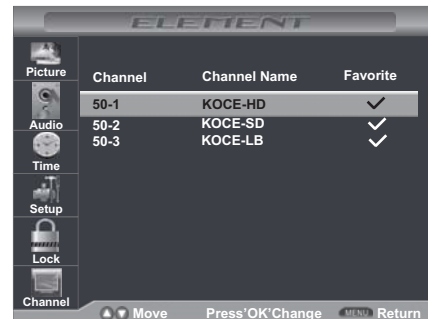 ELEMENT
Picture
Audio
Time
Setup
Lock
Channel
Channel Channel Name Favorite
50-1 KOCE-HD
50-2 KOCE-SD
50-3 KOCE-LB
Move Press'OK'Change MENU Return